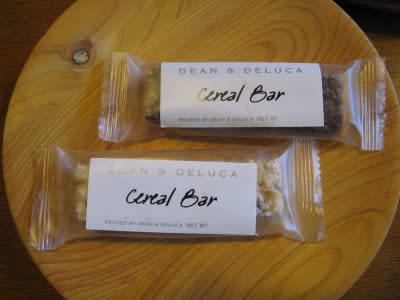 DEAN & DELUCA
Cereal Bar
PACKED BY DEAN & DELUCA NET WT
DEAN & DELUCA
Cereal Bar
PACKED BY DEAN & DELUCA NET WT